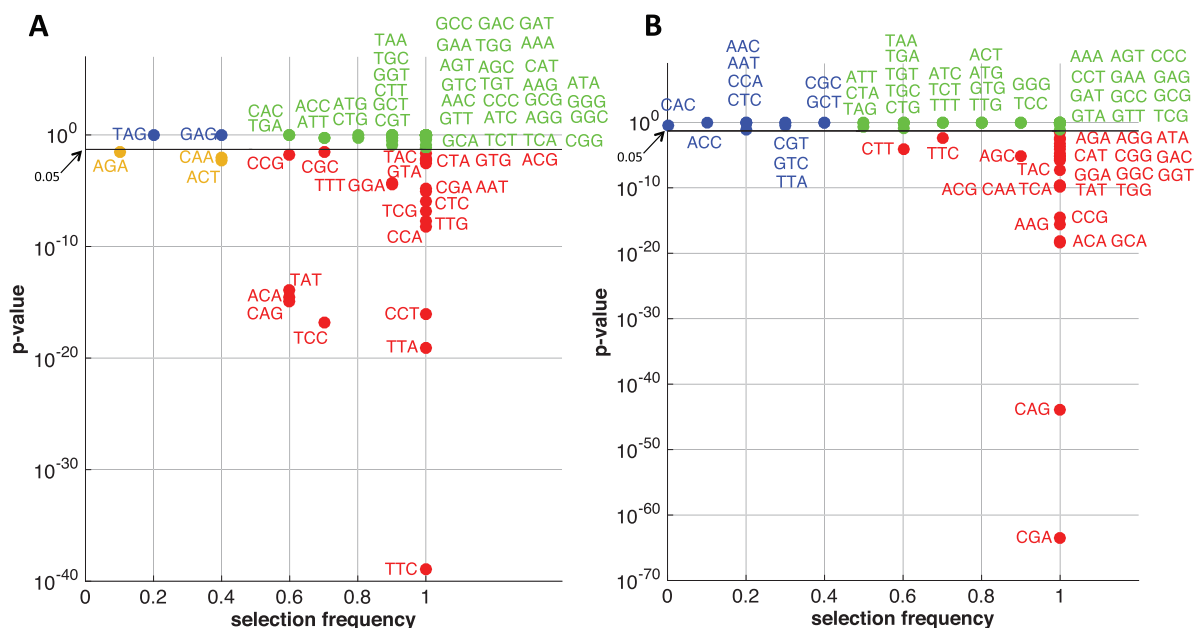 A
GCC GAC GAT
TAA
GAA TGG AAA
TGC
AGT AGC CAT
GGT
CTT
GTC TGT AAG ATA
CAC ACC ATG GCT
AAC CCC GCG GGG
TGA ATT CTG CGT
GTT ATC AGG GGC
10^0
TAG GAG
GCA TCT TCA CGG
0.05
AGA CAA ACT
CCG CGC
TAC
GTA
CTA GTG ACG
TTT GGA
CGA AAT
CTC
TCG
TTG
CCA
10^-10
TAT
ACA
CAG
TCC
CCT
TTA
10^-20
10^-30
TTC
10^-40
p-value
0 0.2 0.4 0.6 0.8 1
selection frequency
B
AAC
AAT
CCA
CTC
CAC
CGC
GCT
ATT
CTA
TAG
TAA
TGA
TGT
TGC
CTG
ATC
TCT
TTT
ACT
ATG
GTG
TTG
GGG
TCC
AAA AGT CCC
CCT GAA GAG
GAT GCC GCG
GTA GTT TCG
10^0
0.05
ACC
CGT
GTC
TTA
CTT
TTC
AGC
AGA AGG ATA
CAT CGG GAC
TAC
GGA GGC GGT
10^-10
ACG CAA TCA
TAT TGG
CCG
AAG
ACA GCA
10^-20
10^-30
10^-40
CAG
10^-50
10^-60
CGA
10^-70
p-value
0 0.2 0.4 0.6 0.8 1
selection frequency